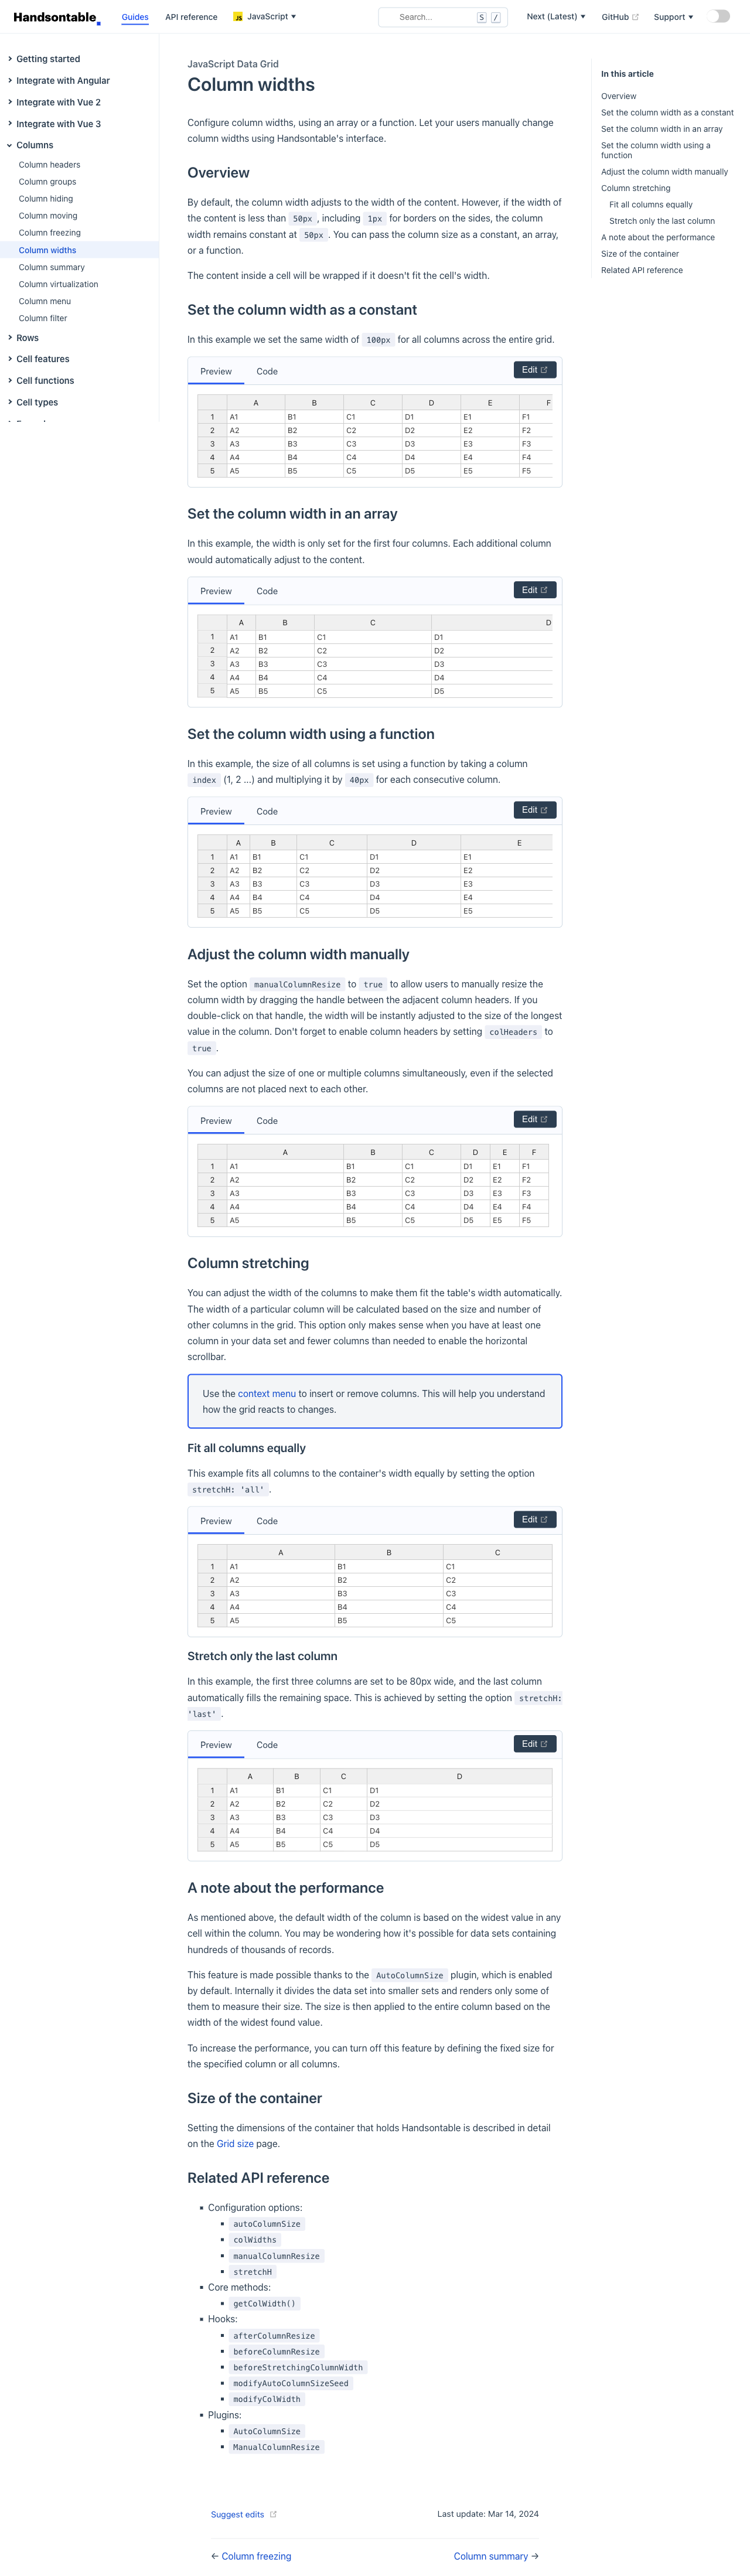 Handsontable
Guides
API reference
JS JavaScript
Search...
S /
Next (Latest)
GitHub
Support
Getting started
Integrate with Angular
Integrate with Vue 2
Integrate with Vue 3
Columns
Column headers
Column groups
Column hiding
Column moving
Column freezing
Column widths
Column summary
Column virtualization
Column menu
Column filter
Rows
Cell features
Cell functions
Cell types
JavaScript Data Grid
Column widths
Configure column widths, using an array or a function. Let your users manually
change column widths using Handsontable's interface.
Overview
By default, the column width adjusts to the width of the content. However, if the width of
the content is less than 50px, including 1px for borders on the sides, the column
width remains constant at 50px. You can pass the column size as a constant, an array,
or a function.
The content inside a cell will be wrapped if it doesn't fit the cell's width.
Set the column width as a constant
In this example we set the same width of 100px for all columns across the entire grid.
Preview Code Edit
A B C D E F
1 A1 B1 C1 D1 E1 F1
2 A2 B2 C2 D2 E2 F2
3 A3 B3 C3 D3 E3 F3
4 A4 B4 C4 D4 E4 F4
5 A5 B5 C5 D5 E5 F5
Set the column width in an array
In this example, the width is only set for the first four columns. Each additional column
would automatically adjust to the content.
Preview Code Edit
A B C D
1 A1 B1 C1 D1
2 A2 B2 C2 D2
3 A3 B3 C3 D3
4 A4 B4 C4 D4
5 A5 B5 C5 D5
Set the column width using a function
In this example, the size of all columns is set using a function by taking a column
index (1, 2 ...) and multiplying it by 40px for each consecutive column.
Preview Code Edit
A B C D E
1 A1 B1 C1 D1 E1
2 A2 B2 C2 D2 E2
3 A3 B3 C3 D3 E3
4 A4 B4 C4 D4 E4
5 A5 B5 C5 D5 E5
Adjust the column width manually
Set the option manualColumnResize to true to allow users to manually resize the
column width by dragging the handle between the adjacent column headers. If you
double-click on that handle, the width will be instantly adjusted to the size of the longest
value in the column. Don't forget to enable column headers by setting colHeaders to
true.
You can adjust the size of one or multiple columns simultaneously, even if the selected
columns are not placed next to each other.
Preview Code Edit
A B C D E F
1 A1 B1 C1 D1 E1 F1
2 A2 B2 C2 D2 E2 F2
3 A3 B3 C3 D3 E3 F3
4 A4 B4 C4 D4 E4 F4
5 A5 B5 C5 D5 E5 F5
Column stretching
You can adjust the width of the columns to make them fit the table's width automatically.
The width of a particular column will be calculated based on the size and number of
other columns in the grid. This option only makes sense when you have at least one
column in your data set and fewer columns than needed to enable the horizontal
scrollbar.
Use the context menu to insert or remove columns. This will help you understand
how the grid reacts to changes.
Fit all columns equally
This example fits all columns to the container's width equally by setting the option
stretchH: 'all'.
Preview Code Edit
A B C
1 A1 B1 C1
2 A2 B2 C2
3 A3 B3 C3
4 A4 B4 C4
5 A5 B5 C5
Stretch only the last column
In this example, the first three columns are set to be 80px wide, and the last column
automatically fills the remaining space. This is achieved by setting the option stretchH:
'last'.
Preview Code Edit
A B C D
1 A1 B1 C1 D1
2 A2 B2 C2 D2
3 A3 B3 C3 D3
4 A4 B4 C4 D4
5 A5 B5 C5 D5
A note about the performance
As mentioned above, the default width of the column is based on the widest value in any
cell within the column. You may be wondering how it's possible for data sets containing
hundreds of thousands of records.
This feature is made possible thanks to the AutoColumnSize plugin, which is enabled
by default. Internally it divides the data set into smaller sets and renders only some of
them to measure their size. The size is then applied to the entire column based on the
width of the widest found value.
To increase the performance, you can turn off this feature by defining the fixed size for
the specified column or all columns.
Size of the container
Setting the dimensions of the container that holds Handsontable is described in detail
on the Grid size page.
Related API reference
Configuration options:
autoColumnSize
colWidths
manualColumnResize
stretchH
Core methods:
getColWidth()
Hooks:
afterColumnResize
beforeColumnResize
beforeStretchingColumnWidth
modifyAutoColumnSizeSeed
modifyColWidth
Plugins:
AutoColumnSize
ManualColumnResize
Suggest edits
Last update: Mar 14, 2024
← Column freezing
Column summary →
In this article
Overview
Set the column width as a constant
Set the column width in an array
Set the column width using a
function
Adjust the column width manually
Column stretching
Fit all columns equally
Stretch only the last column
A note about the performance
Size of the container
Related API reference